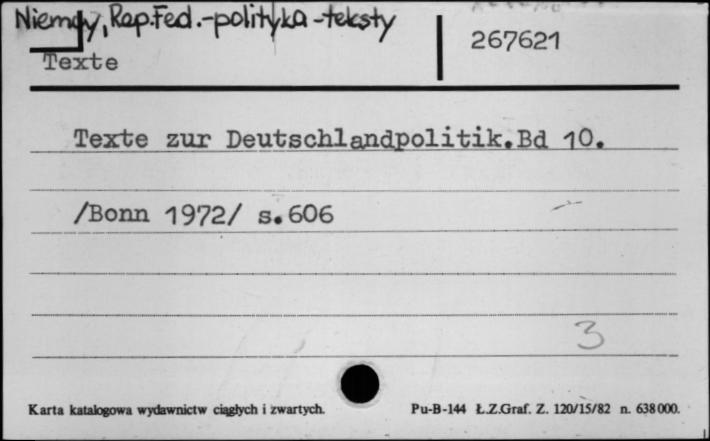 Niemcy, Rep.Fed.-polityka-teksty
267621
Texte
Texte zur Deutschlandpolitik.Bd 10.
/Bonn 1972/ s.606
3
Karta katalogowa wydawnictw ciągłych i zwartych.
Pu-B-144 Ł.Z.Graf. Z. 120/15/82 n. 638000.